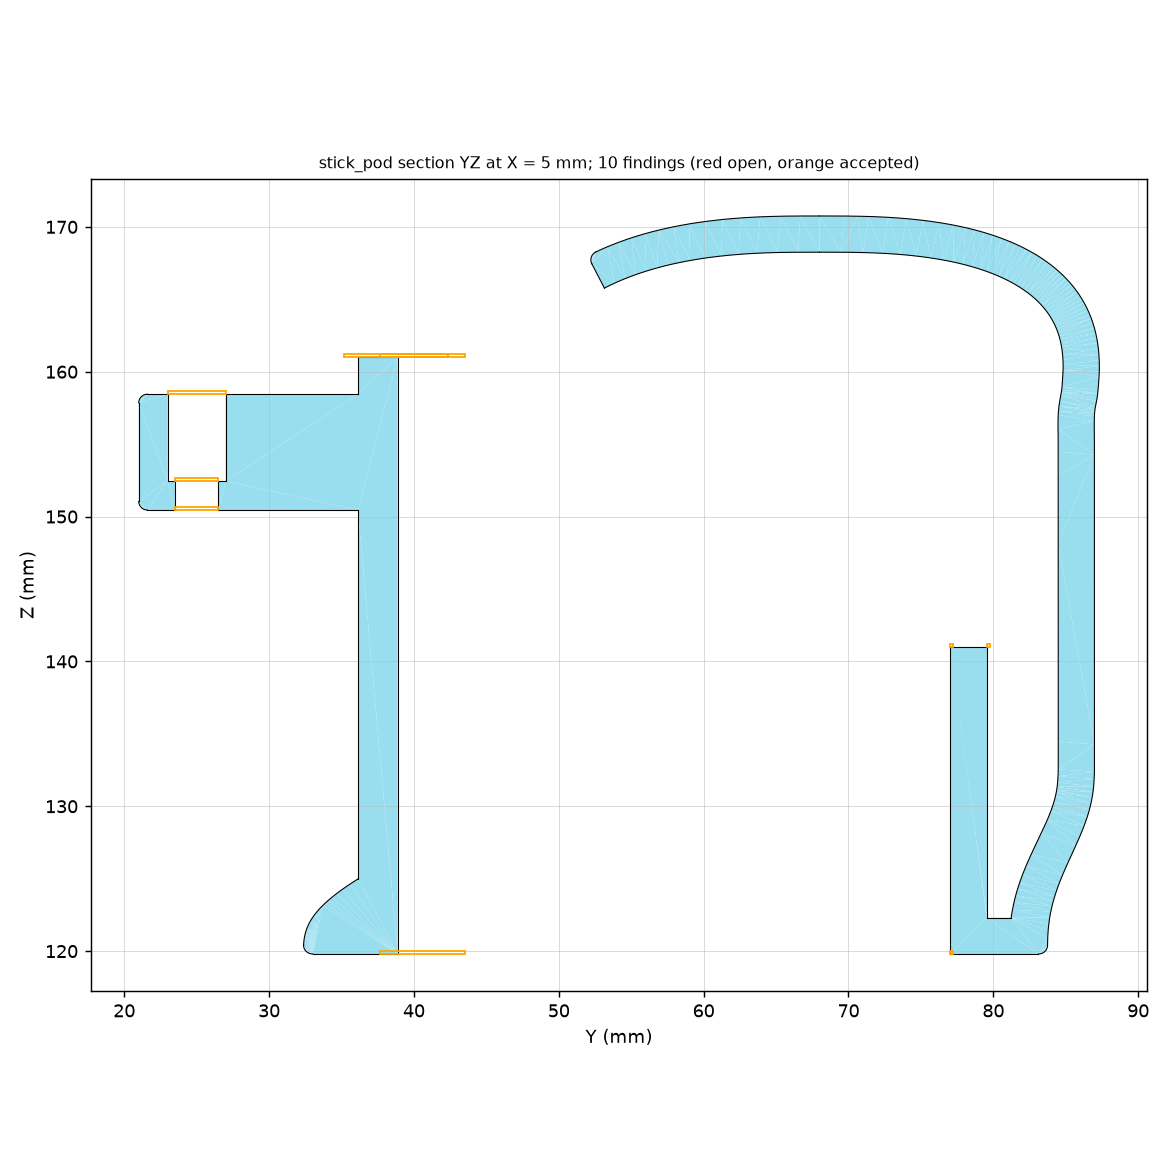 stick_pod section YZ at X = 5 mm; 10 findings (red open, orange accepted)
170
160
150
140
130
120
Z (mm)
20 30 40 50 60 70 80 90
Y (mm)